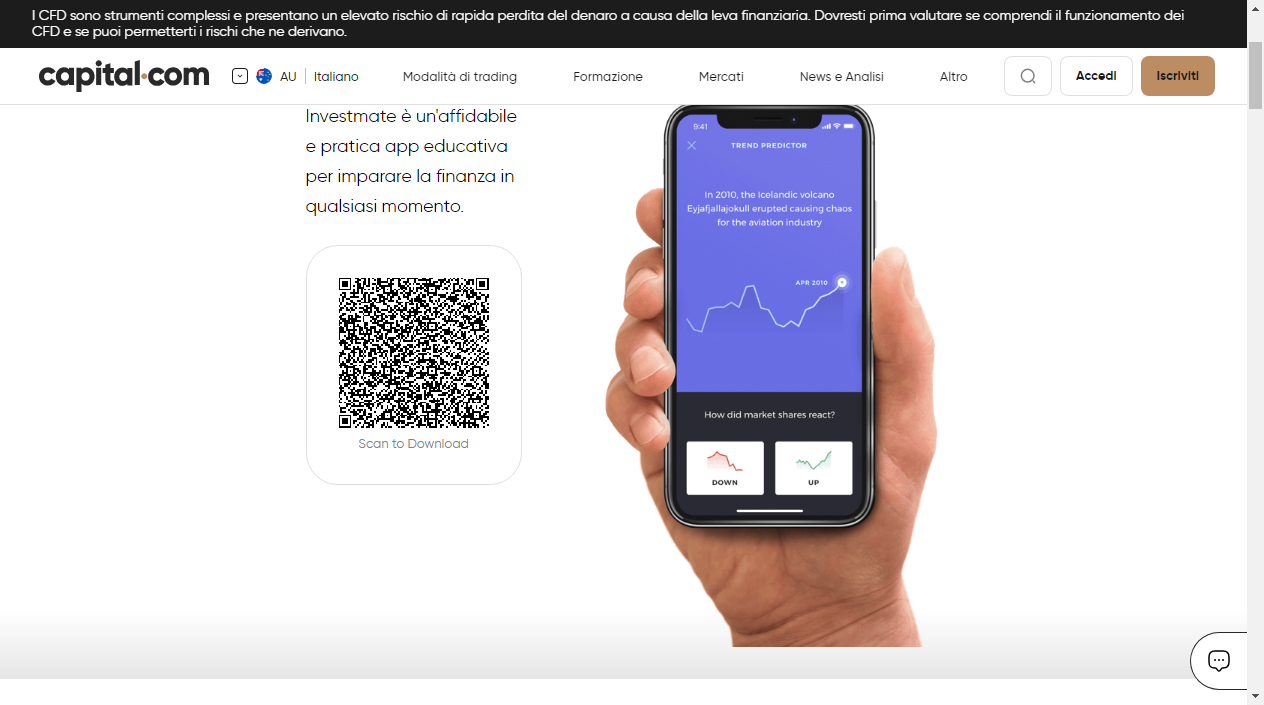 I CFD sono strumenti complessi e presentano un elevato rischio di rapida perdita del denaro a causa della leva finanziaria. Dovresti prima valutare se comprendi il funzionamento dei
CFD e se puoi permetterti i rischi che ne derivano.
capital.com
AU
Italiano
Modalità di trading
Formazione
Mercati
News e Analisi
Altro
Accedi
Iscriviti
Investmate è un'affidabile
e pratica app educativa
per imparare la finanza in
qualsiasi momento.
Scan to Download
9:41
TREND PREDICTOR
In 2010, the Icelandic volcano
Eyjafjallajokull erupted causing chaos
for the aviation industry
APR 2010
How did market shares react?
DOWN
UP